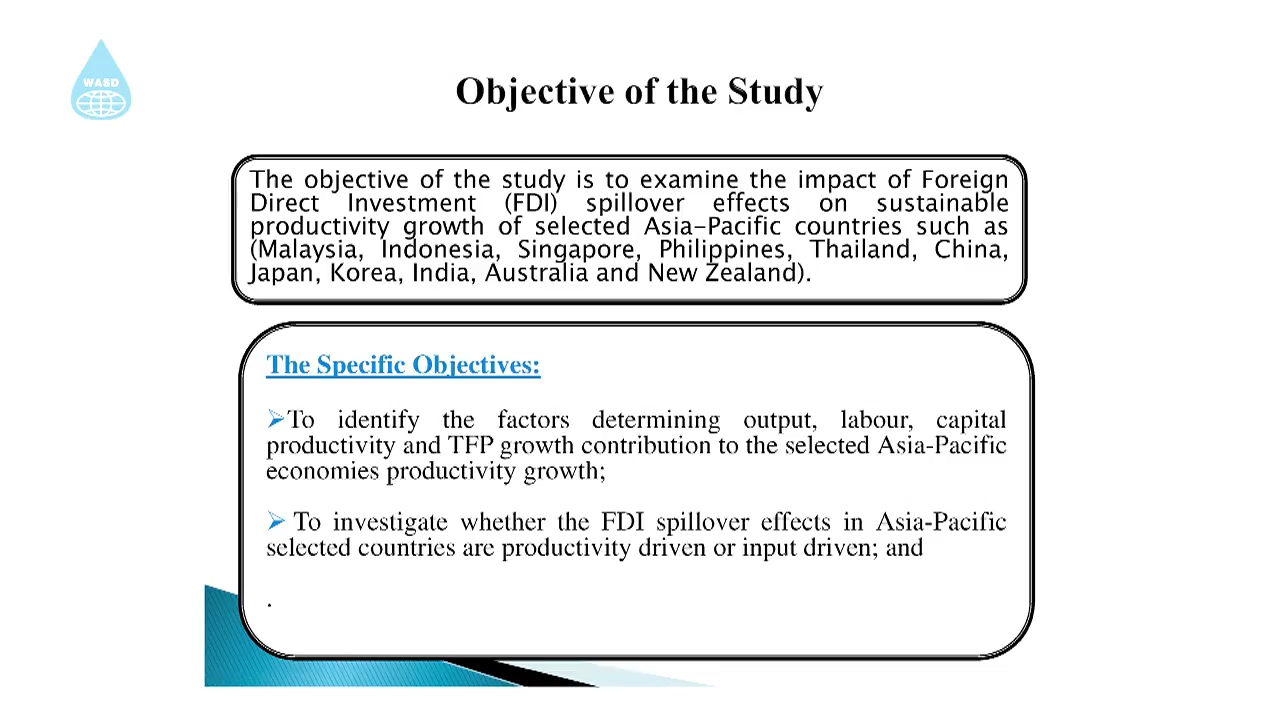 WASD
Objective of the Study
The objective of the study is to examine the impact of Foreign
Direct Investment (FDI) spillover effects on sustainable
productivity growth of selected Asia-Pacific countries such as
(Malaysia, Indonesia, Singapore, Philippines, Thailand, China,
Japan, Korea, India, Australia and New Zealand).
The Specific Objectives:
➢To identify the factors determining output, labour, capital
productivity and TFP growth contribution to the selected Asia-Pacific
economies productivity growth;
➢ To investigate whether the FDI spillover effects in Asia-Pacific
selected countries are productivity driven or input driven; and
.